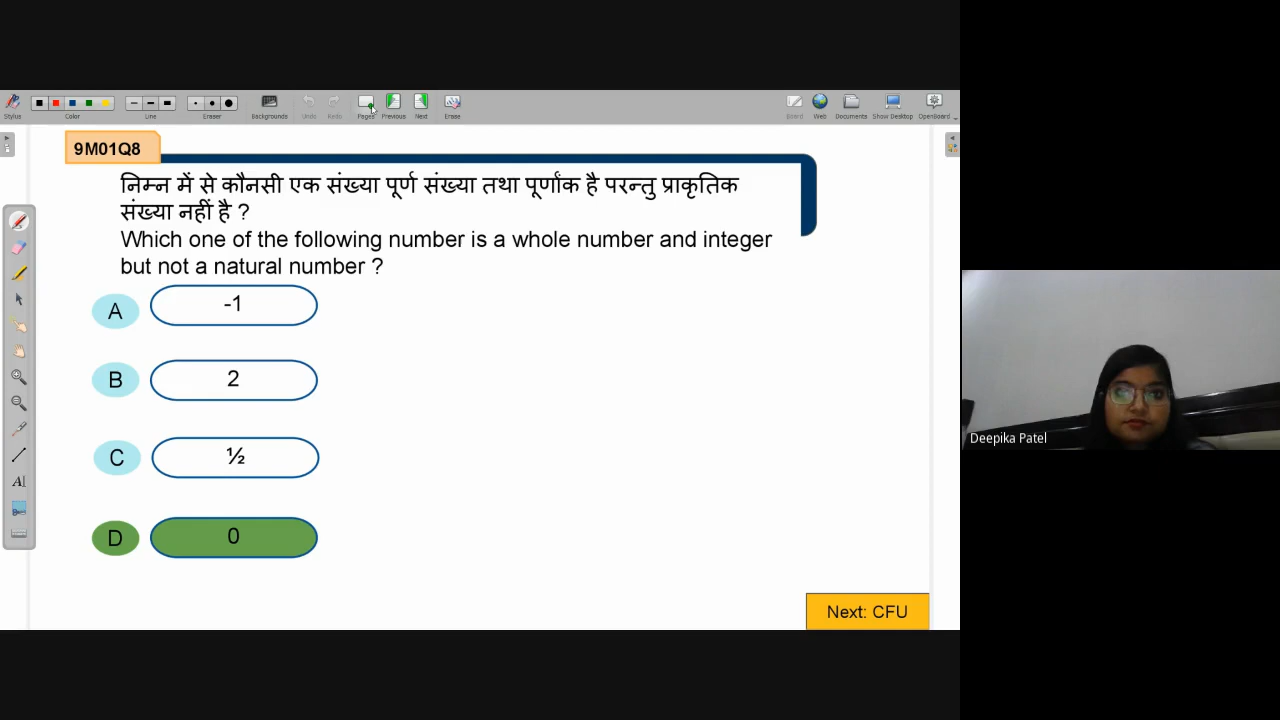 Stylus
Color
Line
Eraser
Backgrounds
Undo
Redo
Pages
Previous
Next
Erase
Board
Web
Documents
Show Desktop
OpenBoard
9M01Q8
निम्न में से कौनसी एक संख्या पूर्ण संख्या तथा पूर्णांक है परन्तु प्राकृतिक
संख्या नहीं है ?
Which one of the following number is a whole number and integer
but not a natural number ?
A -1
B 2
C ½
D 0
Next: CFU
Deepika Patel